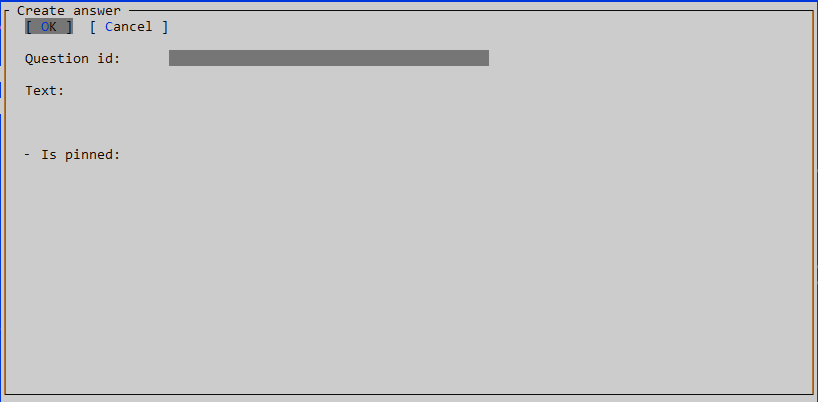 Create answer
[ OK ] [ Cancel ]
Question id:
Text:
- Is pinned: